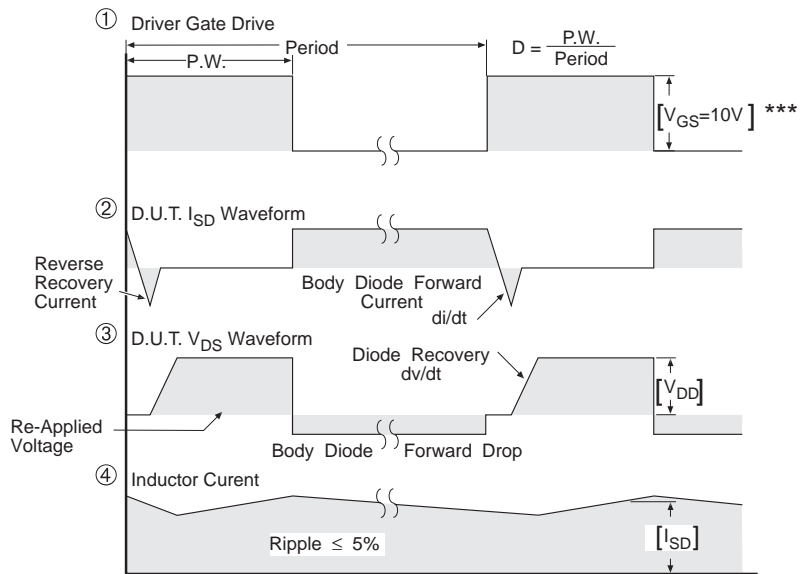 ① Driver Gate Drive
Period
P.W.
D = P.W. / Period
[VGS=10V] ***
② D.U.T. ISD Waveform
Reverse
Recovery
Current
Body Diode Forward
Current
di/dt
③ D.U.T. VDS Waveform
Diode Recovery
dv/dt
[VDD]
Re-Applied
Voltage
Body Diode Forward Drop
④ Inductor Curent
Ripple ≤ 5%
[ISD]